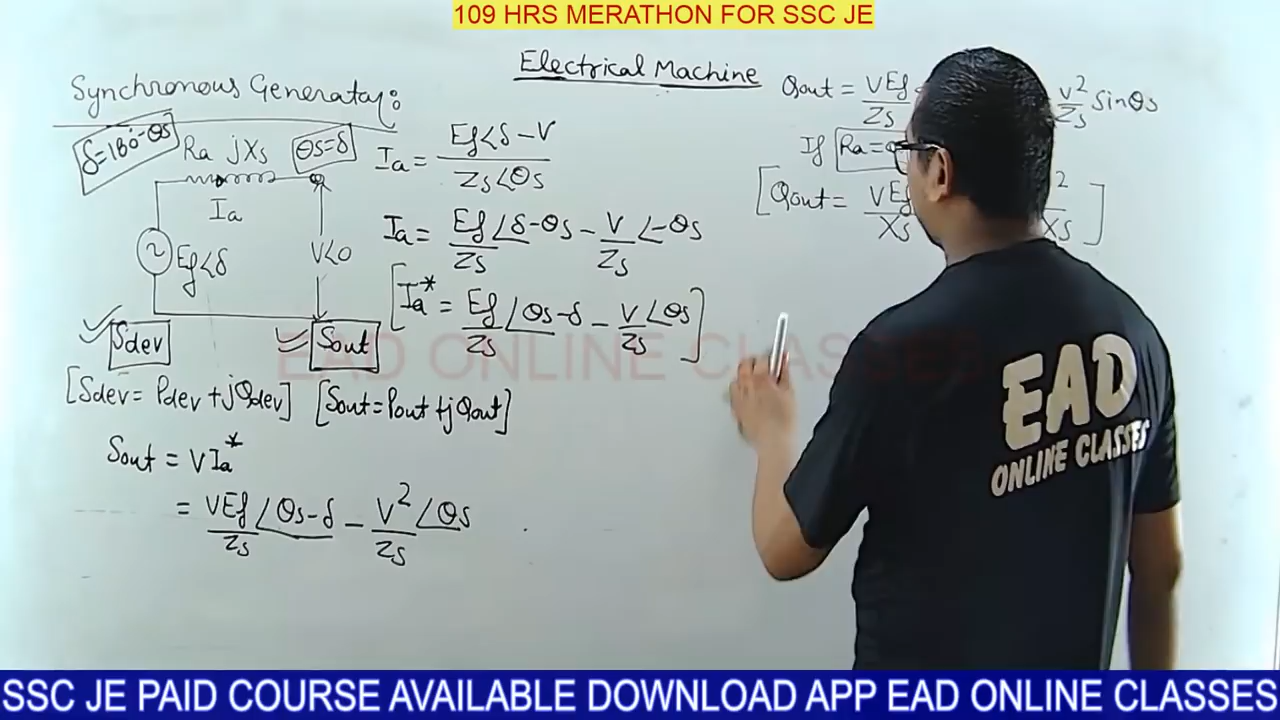 109 HRS MERATHON FOR SSC JE
Electrical Machine
Synchronous Generator:
δ=180-θs
Ra jXs
θs=δ
Ia
Ef<δ
V<0
Sdev
Sout
[Sdev = Pdev + jQdev] [Sout = Pout + jQout]
Sout = VIa*
= VEf/Zs ∠θs-δ - V²/Zs ∠θs
Ia = Ef<δ - V / Zs<θs
Ia = Ef/Zs ∠δ-θs - V/Zs ∠-θs
[Ia* = Ef/Zs ∠θs-δ - V/Zs ∠θs]
Qout = VEf/Zs V²/Zs Sinθs
If Ra=
[Qout = VEf/Xs ²/Xs]
EAD ONLINE CLASSES
EAD
ONLINE CLASSES
SSC JE PAID COURSE AVAILABLE DOWNLOAD APP EAD ONLINE CLASSES